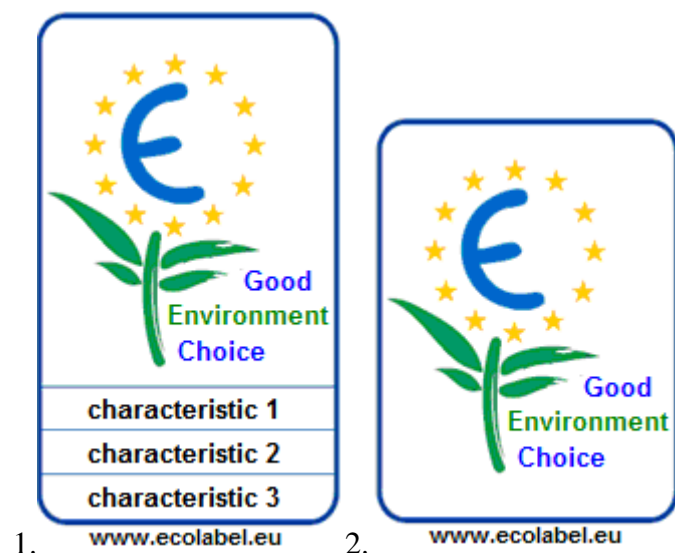 Good
Environment
Choice
characteristic 1
characteristic 2
characteristic 3
1. www.ecolabel.eu
Good
Environment
Choice
2. www.ecolabel.eu